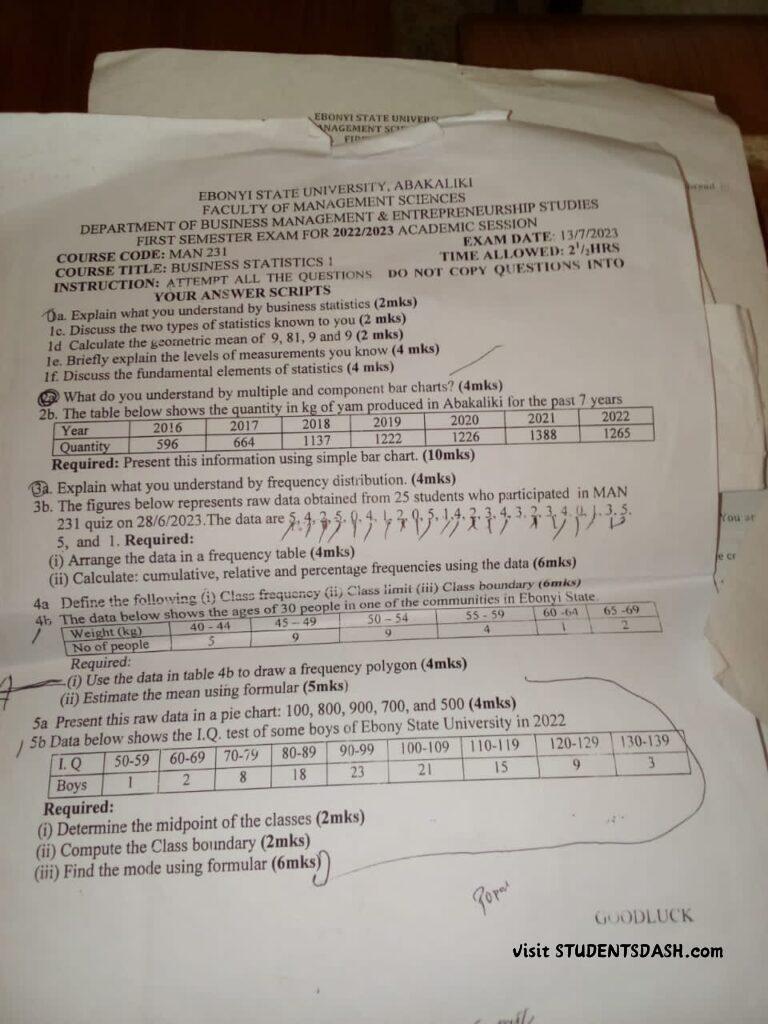 EBONYI STATE UNIVERS
ANAGEMENT SCI
FIR
EBONYI STATE UNIVERSITY, ABAKALIKI
FACULTY OF MANAGEMENT SCIENCES
DEPARTMENT OF BUSINESS MANAGEMENT & ENTREPRENEURSHIP STUDIES
FIRST SEMESTER EXAM FOR 2022/2023 ACADEMIC SESSION
COURSE CODE: MAN 231 EXAM DATE: 13/7/2023
COURSE TITLE: BUSINESS STATISTICS 1 TIME ALLOWED: 2 1/2HRS
INSTRUCTION: ATTEMPT ALL THE QUESTIONS DO NOT COPY QUESTIONS INTO
YOUR ANSWER SCRIPTS
a. Explain what you understand by business statistics (2mks)
1c. Discuss the two types of statistics known to you (2 mks)
1d Calculate the geometric mean of 9, 81, 9 and 9 (2 mks)
1e. Briefly explain the levels of measurements you know (4 mks)
1f. Discuss the fundamental elements of statistics (4 mks)
2a What do you understand by multiple and component bar charts? (4mks)
2b. The table below shows the quantity in kg of yam produced in Abakaliki for the past 7 years
Year 2016 2017 2018 2019 2020 2021 2022
Quantity 596 664 1137 1222 1226 1388 1265
Required: Present this information using simple bar chart. (10mks)
3a. Explain what you understand by frequency distribution. (4mks)
3b. The figures below represents raw data obtained from 25 students who participated in MAN
231 quiz on 28/6/2023.The data are 5, 4, 2, 5, 0, 4, 1, 2, 0, 5, 1,4, 2, 3, 4, 3, 2, 3, 4, 0, 1, 3, 5,
5, and 1. Required:
(i) Arrange the data in a frequency table (4mks)
(ii) Calculate: cumulative, relative and percentage frequencies using the data (6mks)
4a Define the following (i) Class frequency (ii) Class limit (iii) Class boundary (6mks)
4b The data below shows the ages of 30 people in one of the communities in Ebonyi State.
Weight (kg) 40 - 44 45 – 49 50 – 54 55 - 59 60 -64 65 -69
No of people 5 9 9 4 1 2
Required:
(i) Use the data in table 4b to draw a frequency polygon (4mks)
(ii) Estimate the mean using formular (5mks)
5a Present this raw data in a pie chart: 100, 800, 900, 700, and 500 (4mks)
5b Data below shows the I.Q. test of some boys of Ebony State University in 2022
I. Q 50-59 60-69 70-79 80-89 90-99 100-109 110-119 120-129 130-139
Boys 1 2 8 18 23 21 15 9 3
Required:
(i) Determine the midpoint of the classes (2mks)
(ii) Compute the Class boundary (2mks)
(iii) Find the mode using formular (6mks)
GOODLUCK
visit STUDENTSDASH.com
You ar